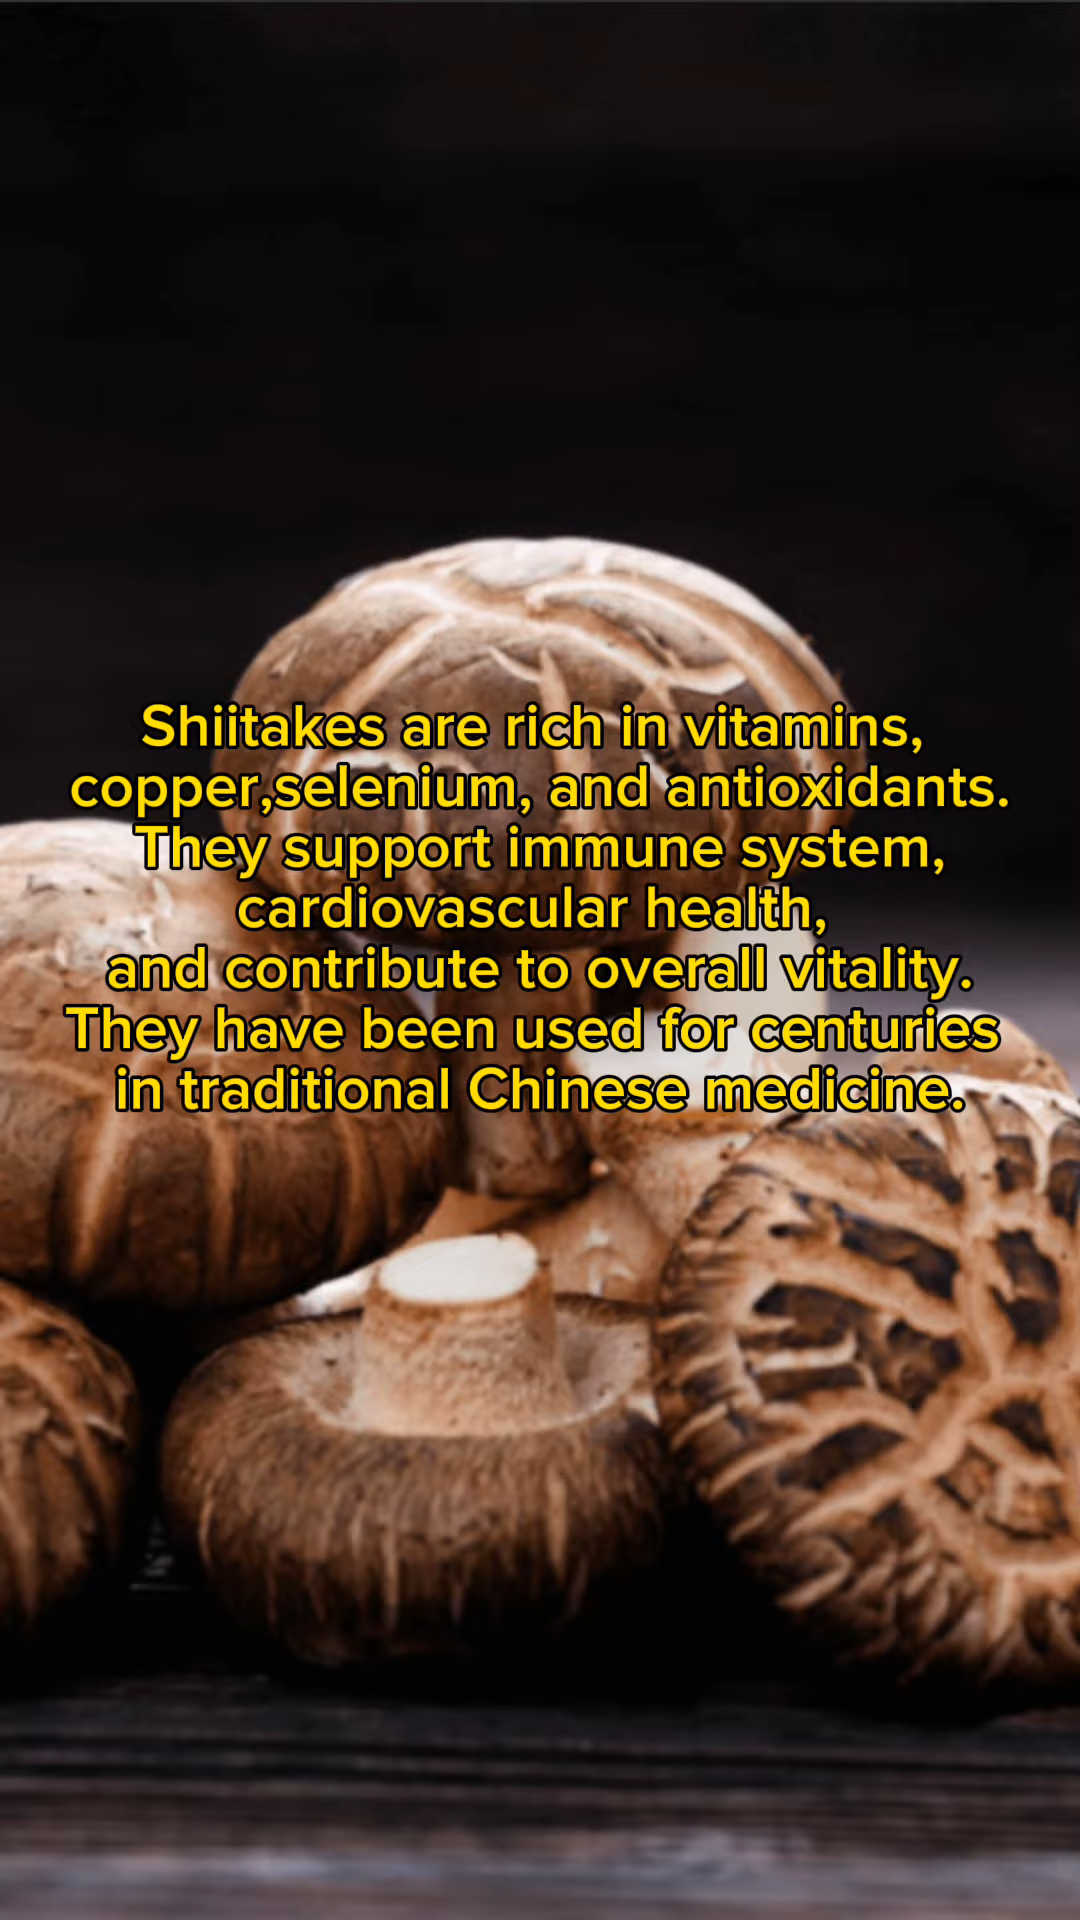 Shiitakes are rich in vitamins,
copper,selenium, and antioxidants.
They support immune system,
cardiovascular health,
and contribute to overall vitality.
They have been used for centuries
in traditional Chinese medicine.